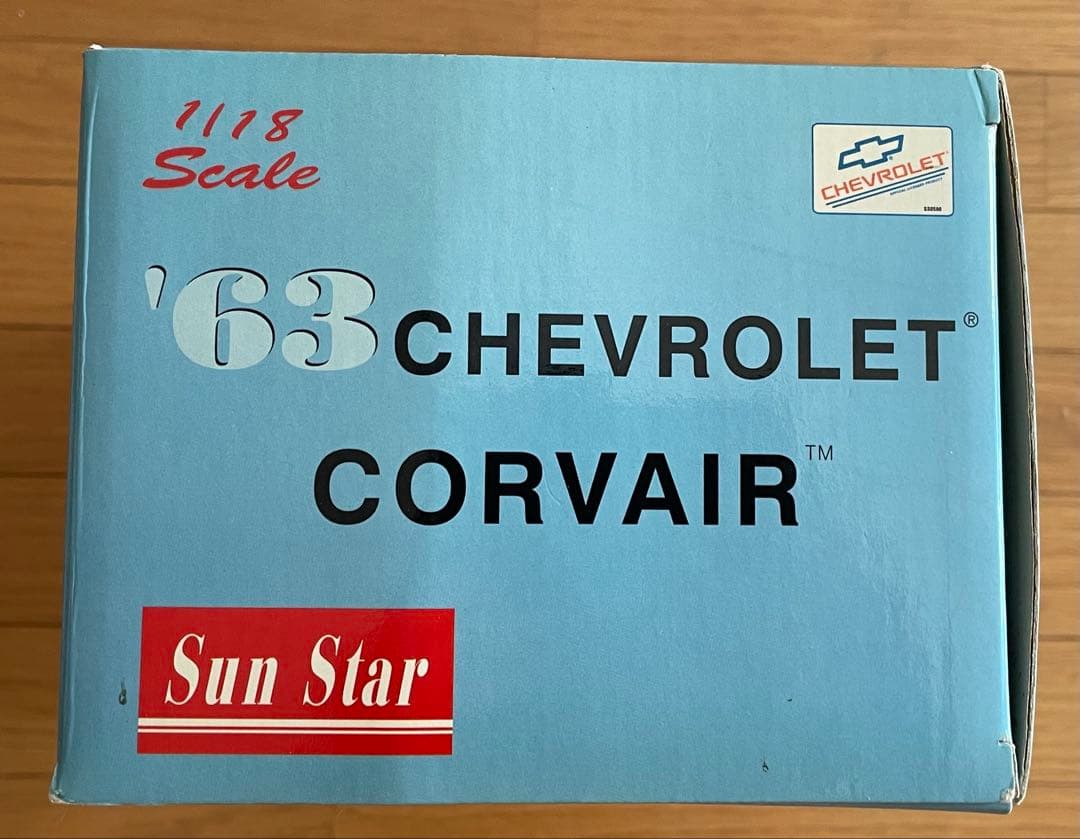 1/18
Scale
CHEVROLET
'63 CHEVROLET®
CORVAIR™
Sun Star